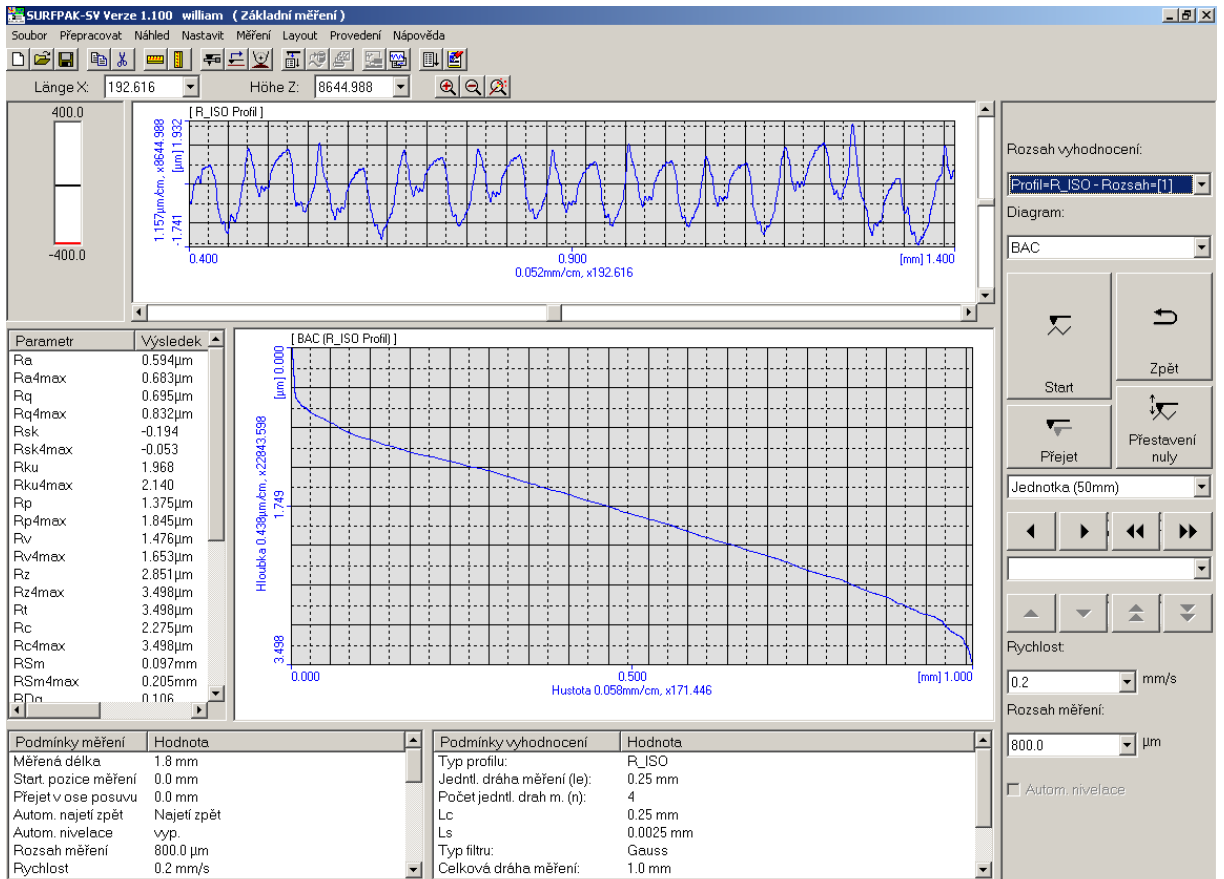 SURFPAK-SV Verze 1.100 william ( Základní měření )
Soubor Přepracovat Náhled Nastavit Měření Layout Provedení Nápověda
Länge X: 192.616 Höhe Z: 8644.988
400.0
-400.0
[ R_ISO Profil ]
1.157µm/cm, x8644.988
-1.741 [µm] 1.932
0.400 0.900 [mm] 1.400
0.052mm/cm, x192.616
Parametr Výsledek
Ra 0.594µm
Ra4max 0.683µm
Rq 0.695µm
Rq4max 0.832µm
Rsk -0.194
Rsk4max -0.053
Rku 1.968
Rku4max 2.140
Rp 1.375µm
Rp4max 1.845µm
Rv 1.476µm
Rv4max 1.653µm
Rz 2.851µm
Rz4max 3.498µm
Rt 3.498µm
Rc 2.275µm
Rc4max 3.498µm
RSm 0.097mm
RSm4max 0.205mm
RDq 0.106
[ BAC (R_ISO Profil) ]
Hloubka 0.438µm/cm, x22843.598
3.498 1.749 [µm] 0.000
0.000 0.500 [mm] 1.000
Hustota 0.058mm/cm, x171.446
Rozsah vyhodnocení:
Profil=R_ISO - Rozsah=[1]
Diagram:
BAC
Start
Zpět
Přejet
Přestavení
nuly
Jednotka (50mm)
Rychlost:
0.2 mm/s
Rozsah měření:
800.0 µm
Autom. nivelace
Podmínky měření Hodnota
Měřená délka 1.8 mm
Start. pozice měření 0.0 mm
Přejet v ose posuvu 0.0 mm
Autom. najetí zpět Najetí zpět
Autom. nivelace vyp.
Rozsah měření 800.0 µm
Rychlost 0.2 mm/s
Podmínky vyhodnocení Hodnota
Typ profilu: R_ISO
Jedntl. dráha měření (le): 0.25 mm
Počet jedntl. drah m. (n): 4
Lc 0.25 mm
Ls 0.0025 mm
Typ filtru: Gauss
Celková dráha měření: 1.0 mm